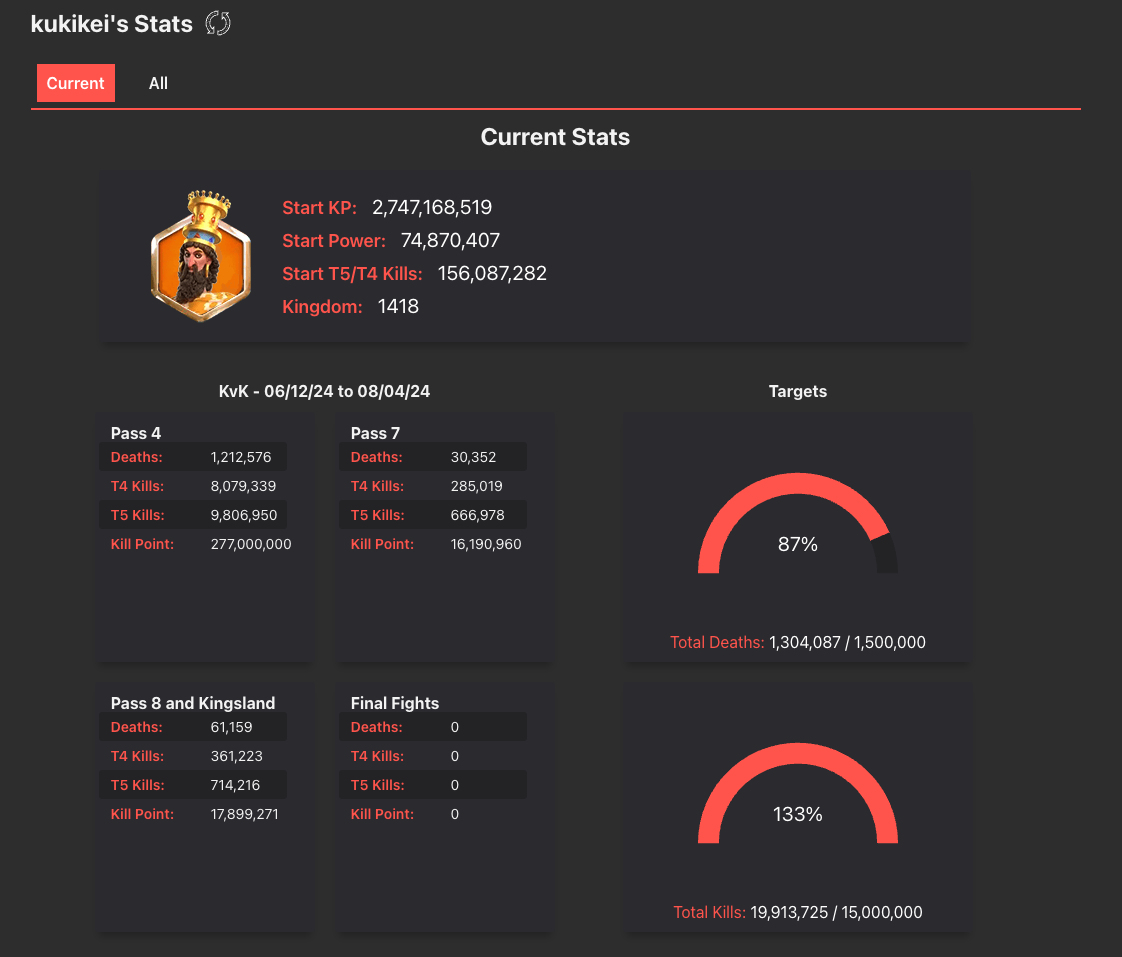 kukikei's Stats
Current
All
Current Stats
Start KP: 2,747,168,519
Start Power: 74,870,407
Start T5/T4 Kills: 156,087,282
Kingdom: 1418
KvK - 06/12/24 to 08/04/24
Pass 4
Deaths: 1,212,576
T4 Kills: 8,079,339
T5 Kills: 9,806,950
Kill Point: 277,000,000
Pass 7
Deaths: 30,352
T4 Kills: 285,019
T5 Kills: 666,978
Kill Point: 16,190,960
Pass 8 and Kingsland
Deaths: 61,159
T4 Kills: 361,223
T5 Kills: 714,216
Kill Point: 17,899,271
Final Fights
Deaths: 0
T4 Kills: 0
T5 Kills: 0
Kill Point: 0
Targets
87%
Total Deaths: 1,304,087 / 1,500,000
133%
Total Kills: 19,913,725 / 15,000,000